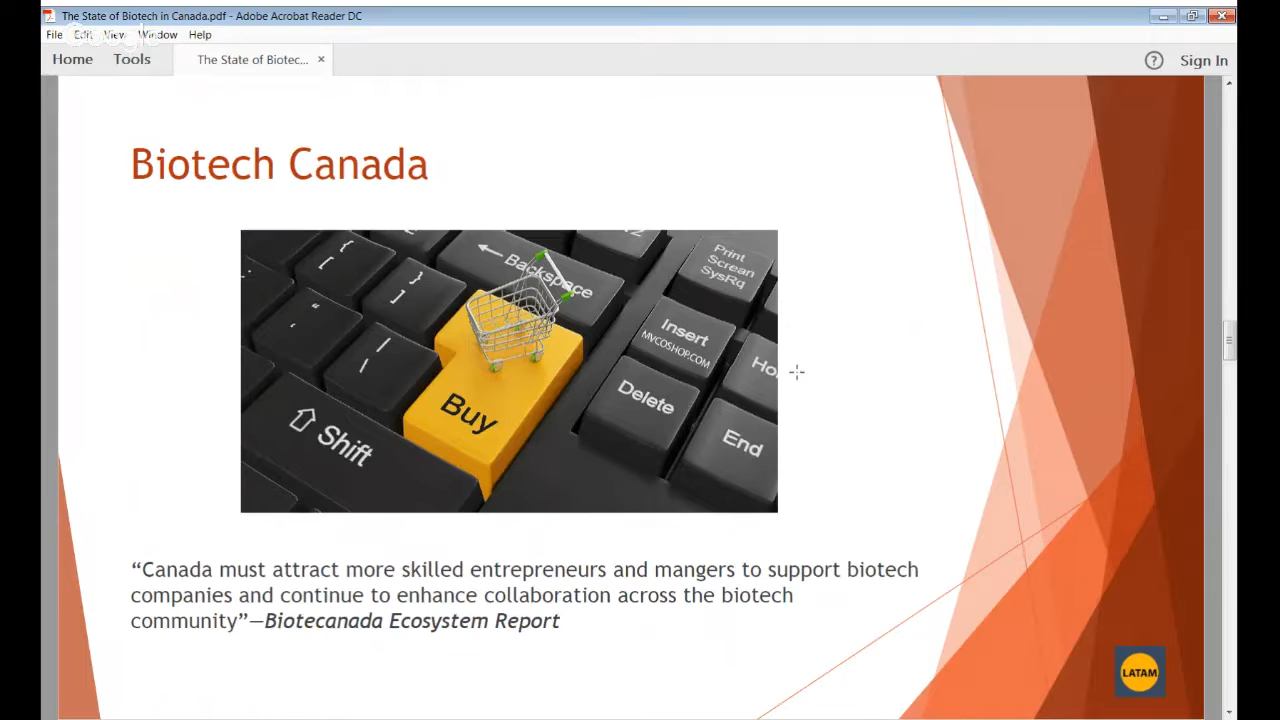 The State of Biotech in Canada.pdf - Adobe Acrobat Reader DC
File Edit View Window Help
Google
Home Tools The State of Biotec... × ? Sign In
Biotech Canada
Print
Screan
SysRq
Backspace
{
[
}
]
Insert
MVCOSHOP.COM
Delete
End
Buy
Shift
“Canada must attract more skilled entrepreneurs and mangers to support biotech
companies and continue to enhance collaboration across the biotech
community”—Biotecanada Ecosystem Report
LATAM